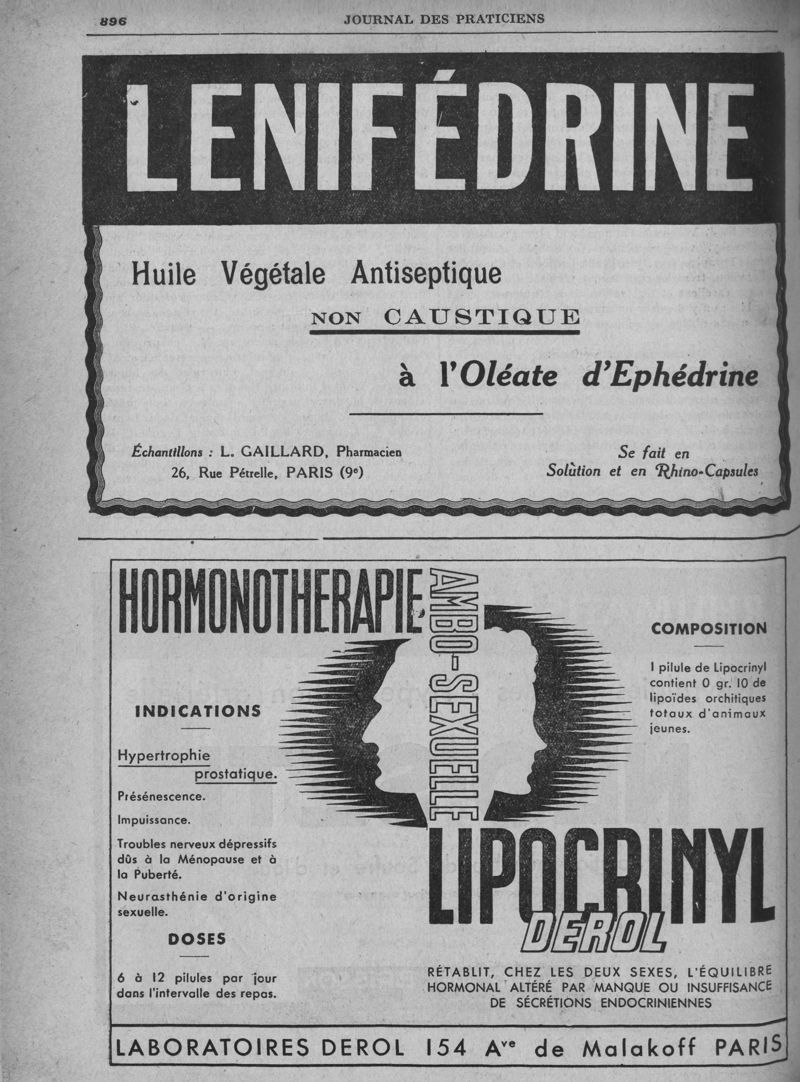 896
JOURNAL DES PRATICIENS
LENIFÉDRINE
Huile Végétale Antiseptique
NON CAUSTIQUE
à l'Oléate d'Ephédrine
Échantillons : L. GAILLARD, Pharmacien
26, Rue Pétrelle, PARIS (9e)
Se fait en
Solution et en Rhino-Capsules
HORMONOTHERAPIE
AMBO-SEXUELLE
COMPOSITION
1 pilule de Lipocrinyl
contient 0 gr. 10 de
lipoïdes orchitiques
totaux d'animaux
jeunes.
INDICATIONS
Hypertrophie
prostatique.
Présénescence.
Impuissance.
Troubles nerveux dépressifs
dûs à la Ménopause et à
la Puberté.
Neurasthénie d'origine
sexuelle.
DOSES
6 à 12 pilules par jour
dans l'intervalle des repas.
LIPOCRINYL
DEROL
RÉTABLIT, CHEZ LES DEUX SEXES, L'ÉQUILIBRE
HORMONAL ALTÉRÉ PAR MANQUE OU INSUFFISANCE
DE SÉCRÉTIONS ENDOCRINIENNES
LABORATOIRES DEROL 154 Ave de Malakoff PARIS